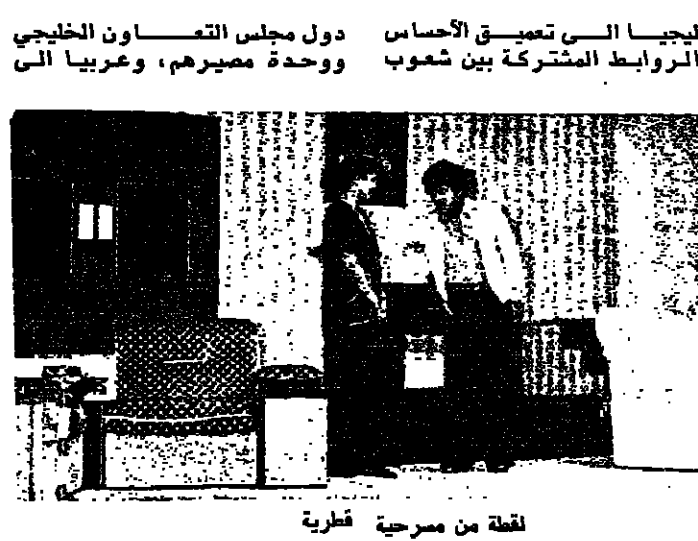 ليجيا الى تعميق الأحساس
الروابط المشتركة بين شعوب
دول مجلس التعاون الخليجي
ووحدة مصيرهم، وعربيا الى
لقطة من مسرحية قطرية